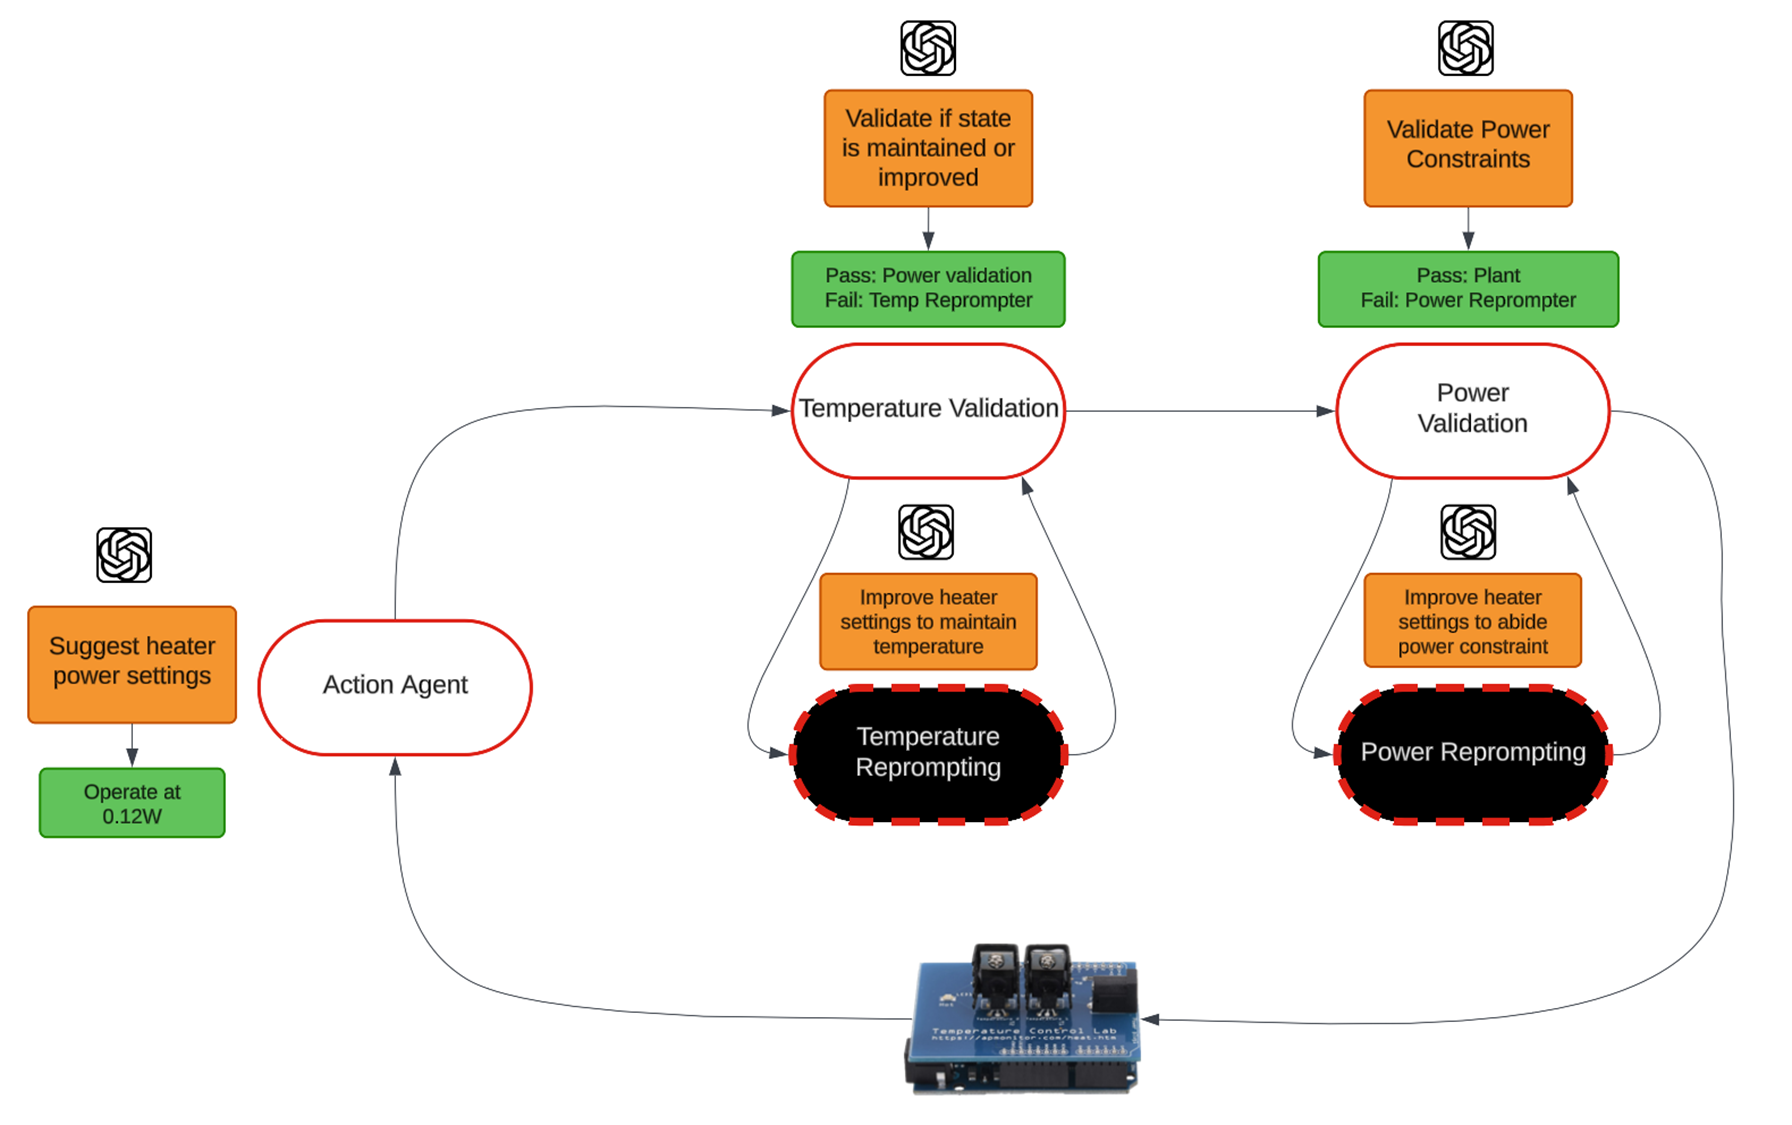 Validate if state
is maintained or
improved
Validate Power
Constraints
Pass: Power validation
Fail: Temp Reprompter
Pass: Plant
Fail: Power Reprompter
Temperature Validation
Power
Validation
Suggest heater
power settings
Operate at
0.12W
Action Agent
Improve heater
settings to maintain
temperature
Improve heater
settings to abide
power constraint
Temperature
Reprompting
Power Reprompting
Temperature Control Lab
https://apmonitor.com/heat.htm